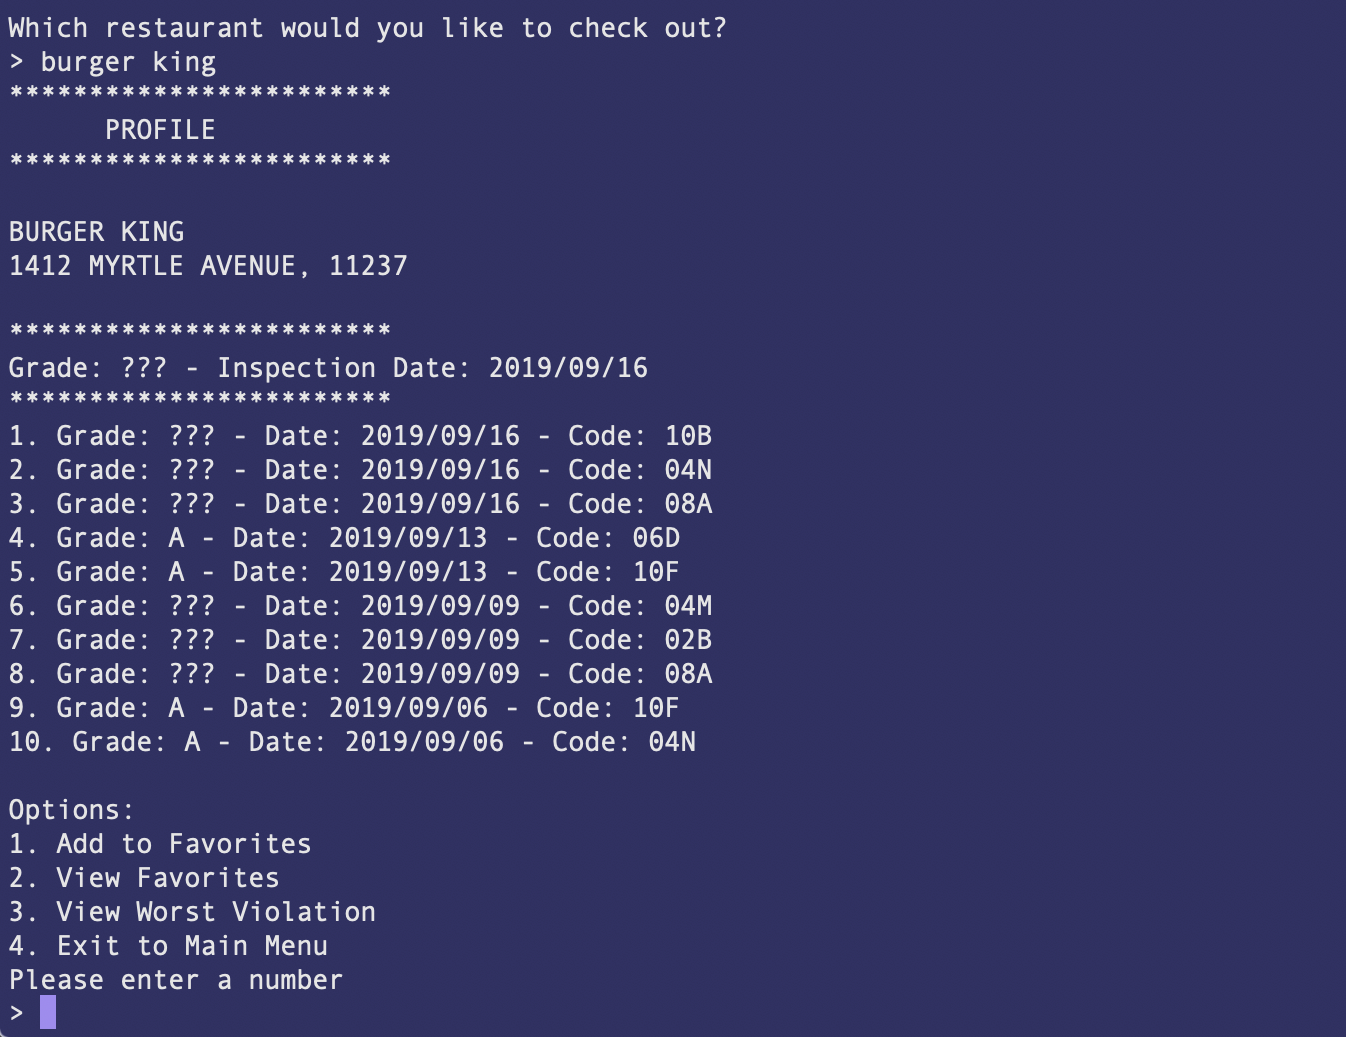 Which restaurant would you like to check out?
> burger king
************************
PROFILE
************************
BURGER KING
1412 MYRTLE AVENUE, 11237
************************
Grade: ??? - Inspection Date: 2019/09/16
************************
1. Grade: ??? - Date: 2019/09/16 - Code: 10B
2. Grade: ??? - Date: 2019/09/16 - Code: 04N
3. Grade: ??? - Date: 2019/09/16 - Code: 08A
4. Grade: A - Date: 2019/09/13 - Code: 06D
5. Grade: A - Date: 2019/09/13 - Code: 10F
6. Grade: ??? - Date: 2019/09/09 - Code: 04M
7. Grade: ??? - Date: 2019/09/09 - Code: 02B
8. Grade: ??? - Date: 2019/09/09 - Code: 08A
9. Grade: A - Date: 2019/09/06 - Code: 10F
10. Grade: A - Date: 2019/09/06 - Code: 04N
Options:
1. Add to Favorites
2. View Favorites
3. View Worst Violation
4. Exit to Main Menu
Please enter a number
>